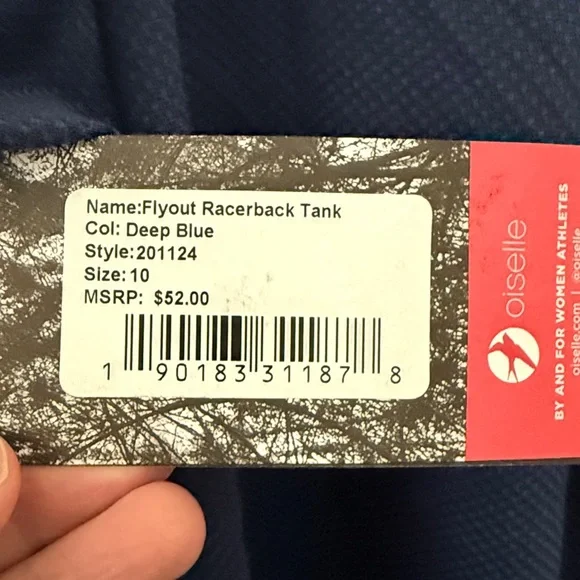 Name:Flyout Racerback Tank
Col: Deep Blue
Style:201124
Size:10
MSRP: $52.00
1 90183 31187 8
oiselle
BY AND FOR WOMEN ATHLETES
oiselle.com | @oiselle